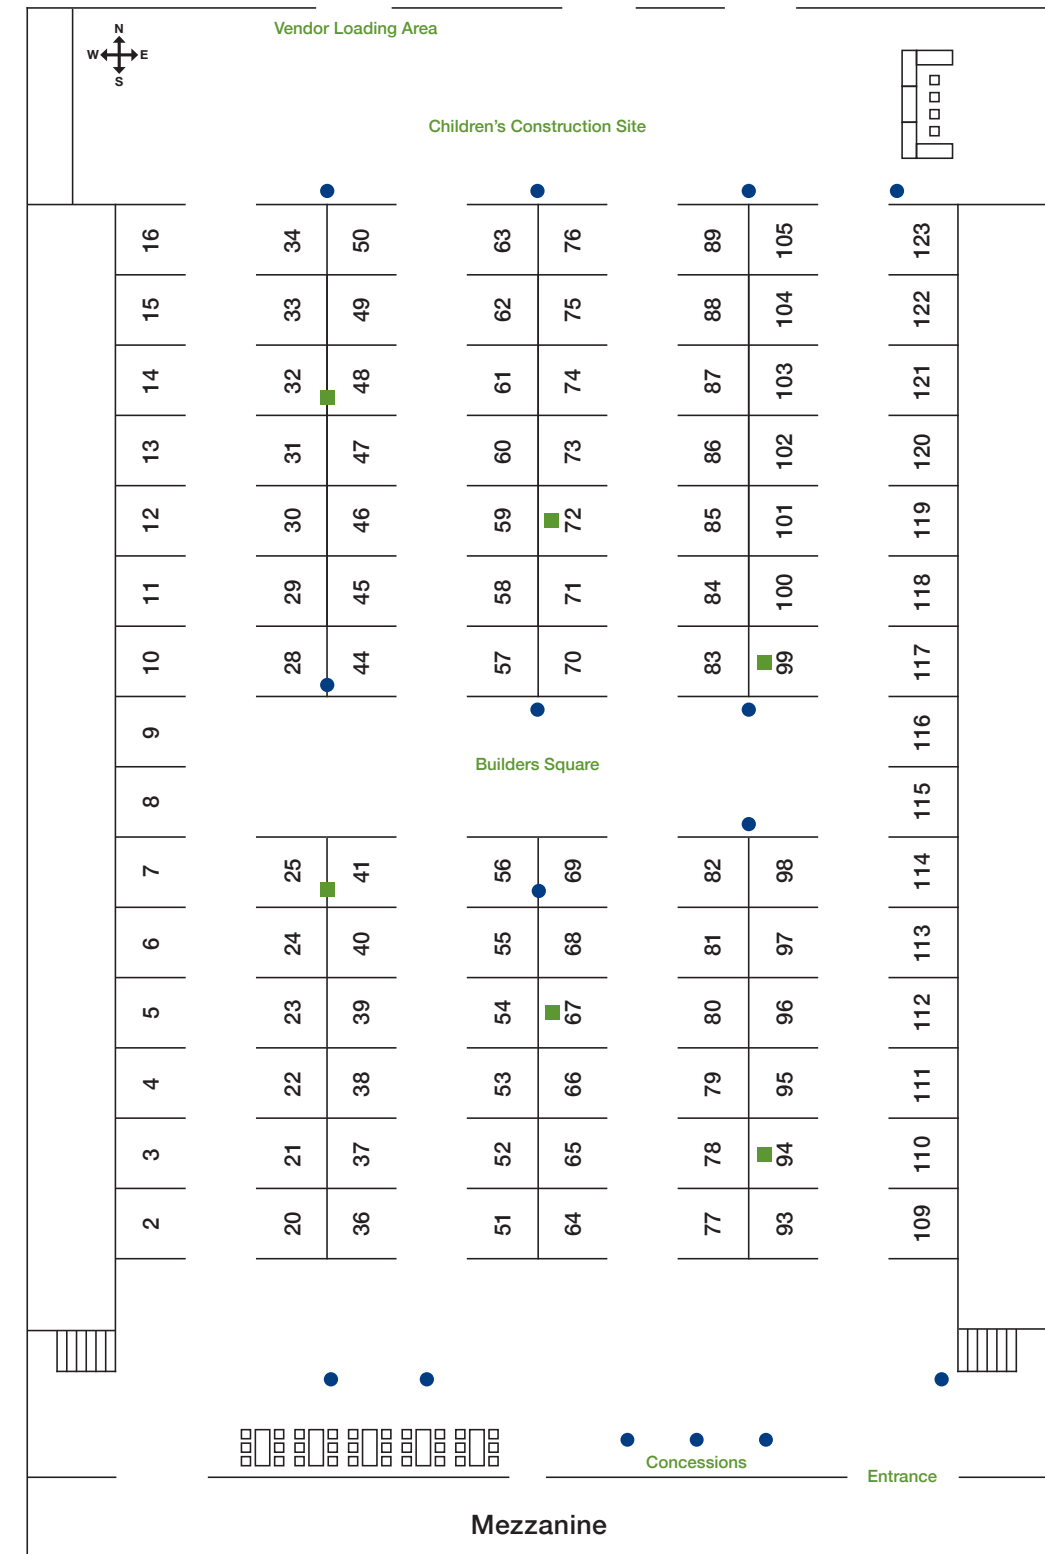 Vendor Loading Area
N
W E
S
Children's Construction Site
16 34 50 63 76 89 105 123
15 33 49 62 75 88 104 122
14 32 48 61 74 87 103 121
13 31 47 60 73 86 102 120
12 30 46 59 72 85 101 119
11 29 45 58 71 84 100 118
10 28 44 57 70 83 99 117
9 116
Builders Square
8 115
7 25 41 56 69 82 98 114
6 24 40 55 68 81 97 113
5 23 39 54 67 80 96 112
4 22 38 53 66 79 95 111
3 21 37 52 65 78 94 110
2 20 36 51 64 77 93 109
Concessions
Entrance
Mezzanine